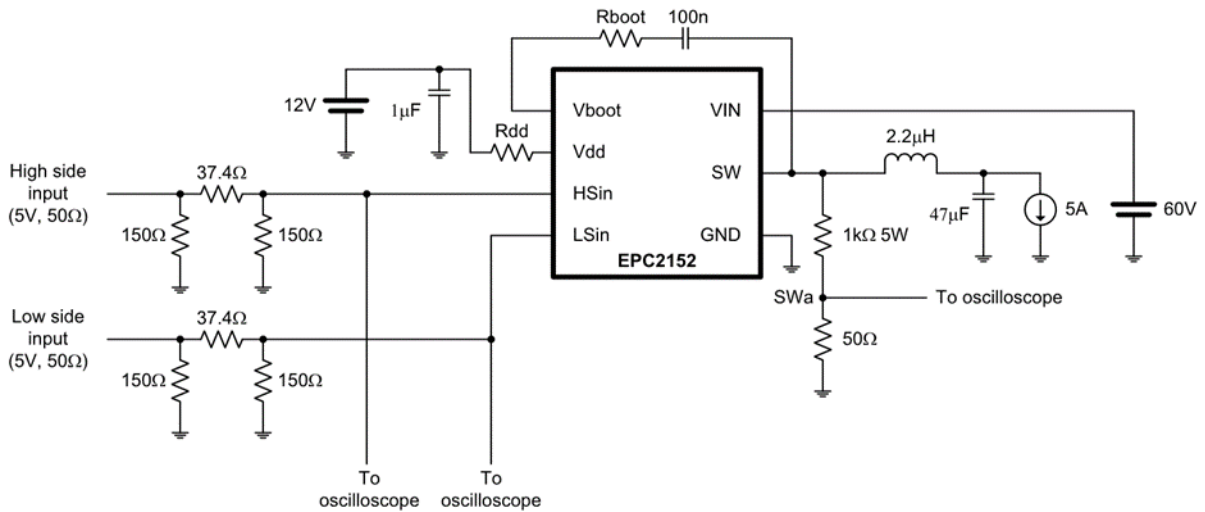 Rboot
100n
12V
1μF
Vboot
VIN
Rdd
2.2μH
Vdd
High side
input
(5V, 50Ω)
37.4Ω
SW
HSin
150Ω
150Ω
47μF
5A
60V
LSin
GND
1kΩ 5W
EPC2152
SWa
To oscilloscope
Low side
input
(5V, 50Ω)
37.4Ω
50Ω
150Ω
150Ω
To
oscilloscope
To
oscilloscope